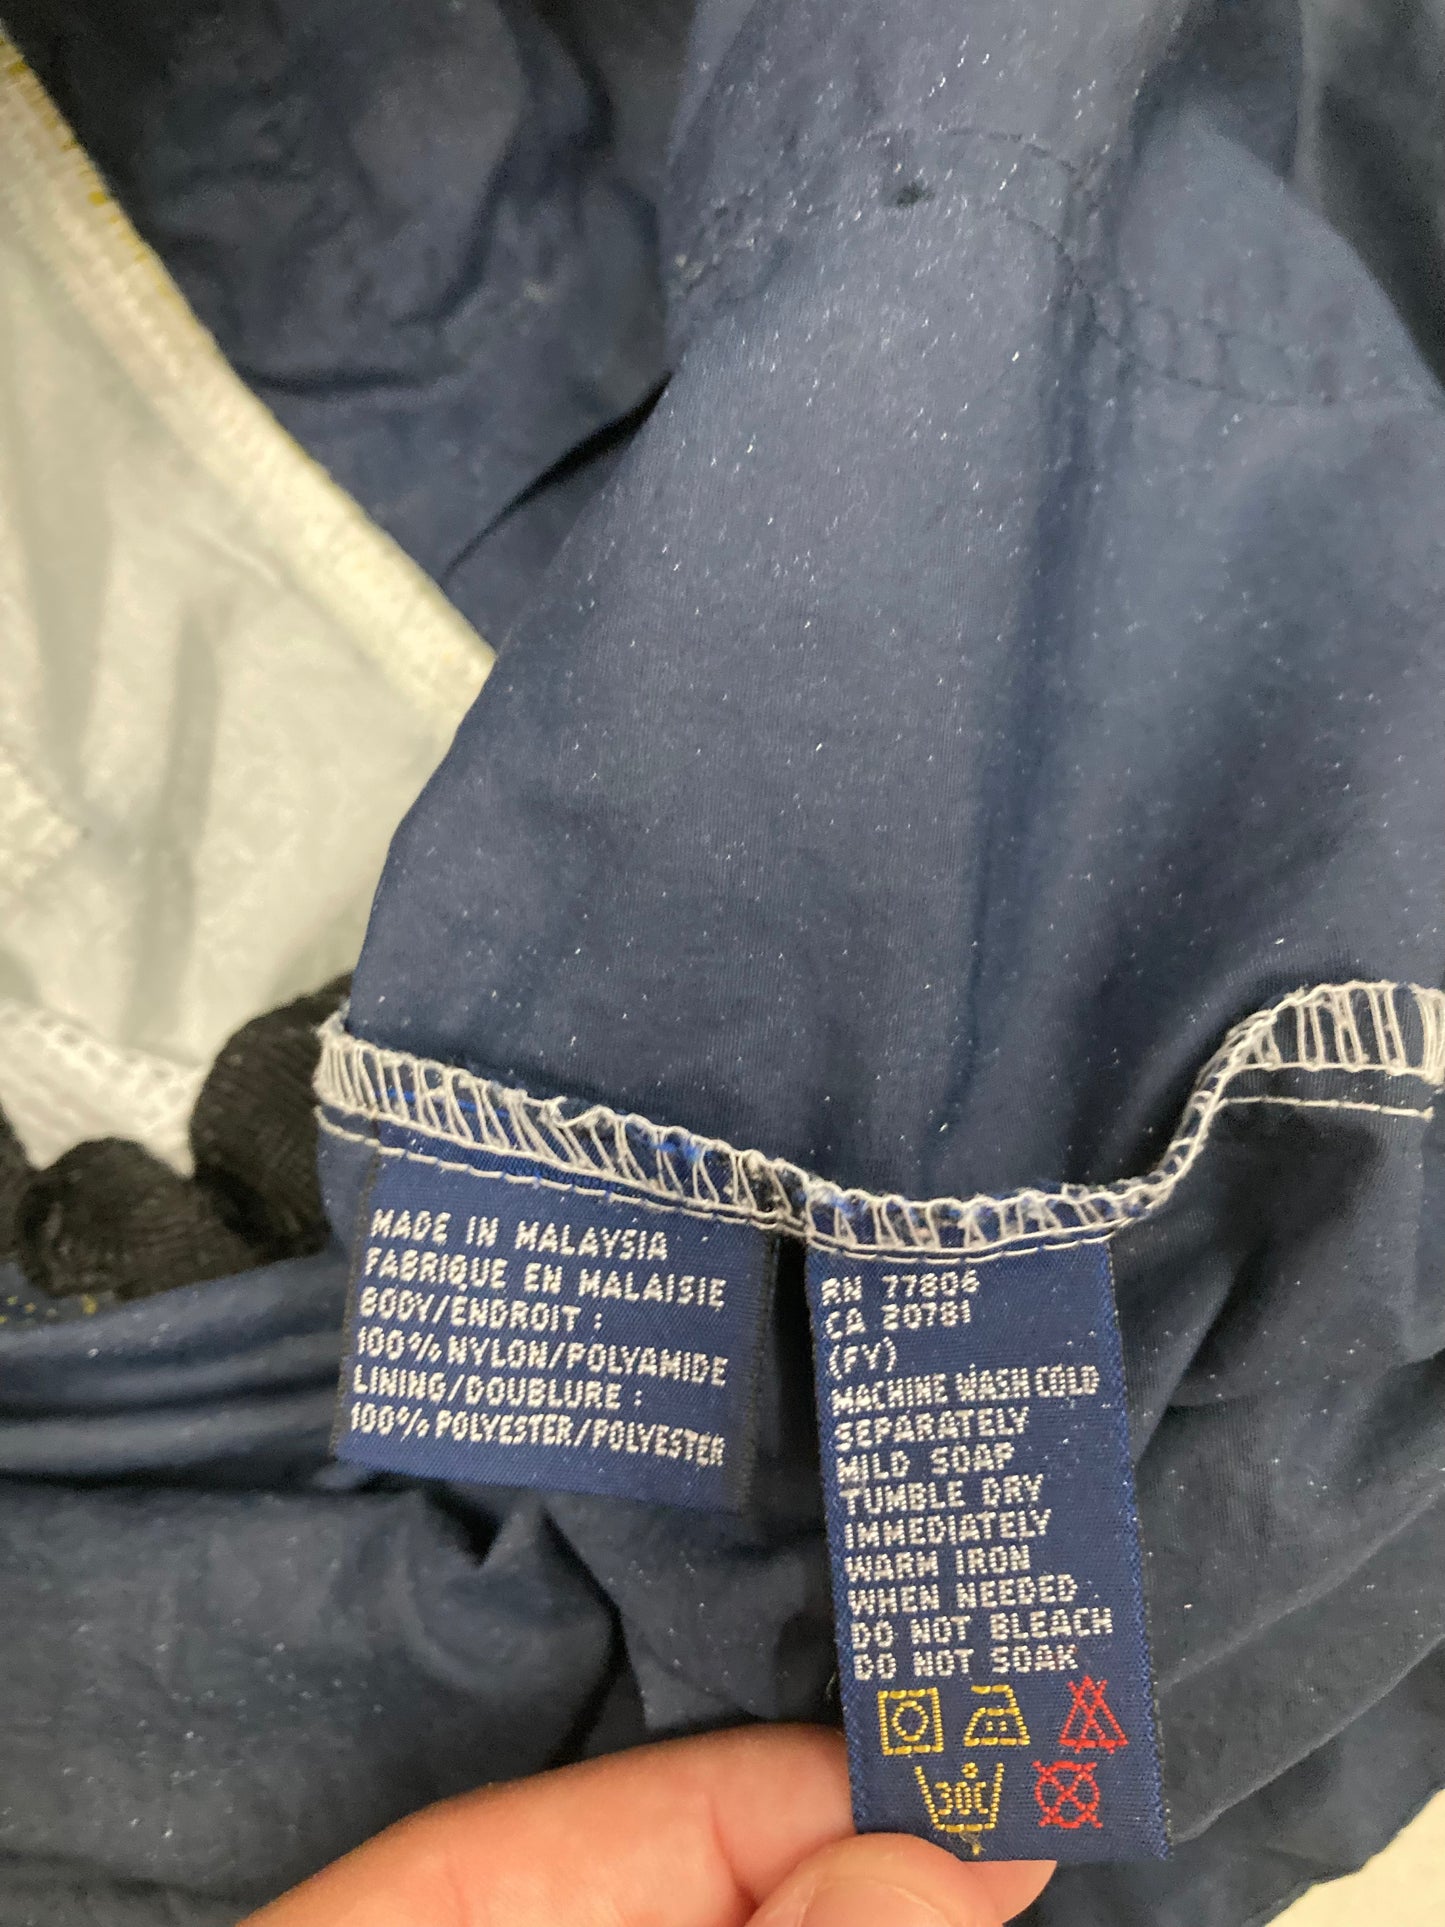 MADE IN MALAYSIA
FABRIQUE EN MALAISIE
BODY/ENDROIT :
100% NYLON/POLYAMIDE
LINING/DOUBLURE :
100% POLYESTER/POLYESTER
RN 77806
CA 20781
(FY)
MACHINE WASH COLD
SEPARATELY
MILD SOAP
TUMBLE DRY
IMMEDIATELY
WARM IRON
WHEN NEEDED
DO NOT BLEACH
DO NOT SOAK
30C